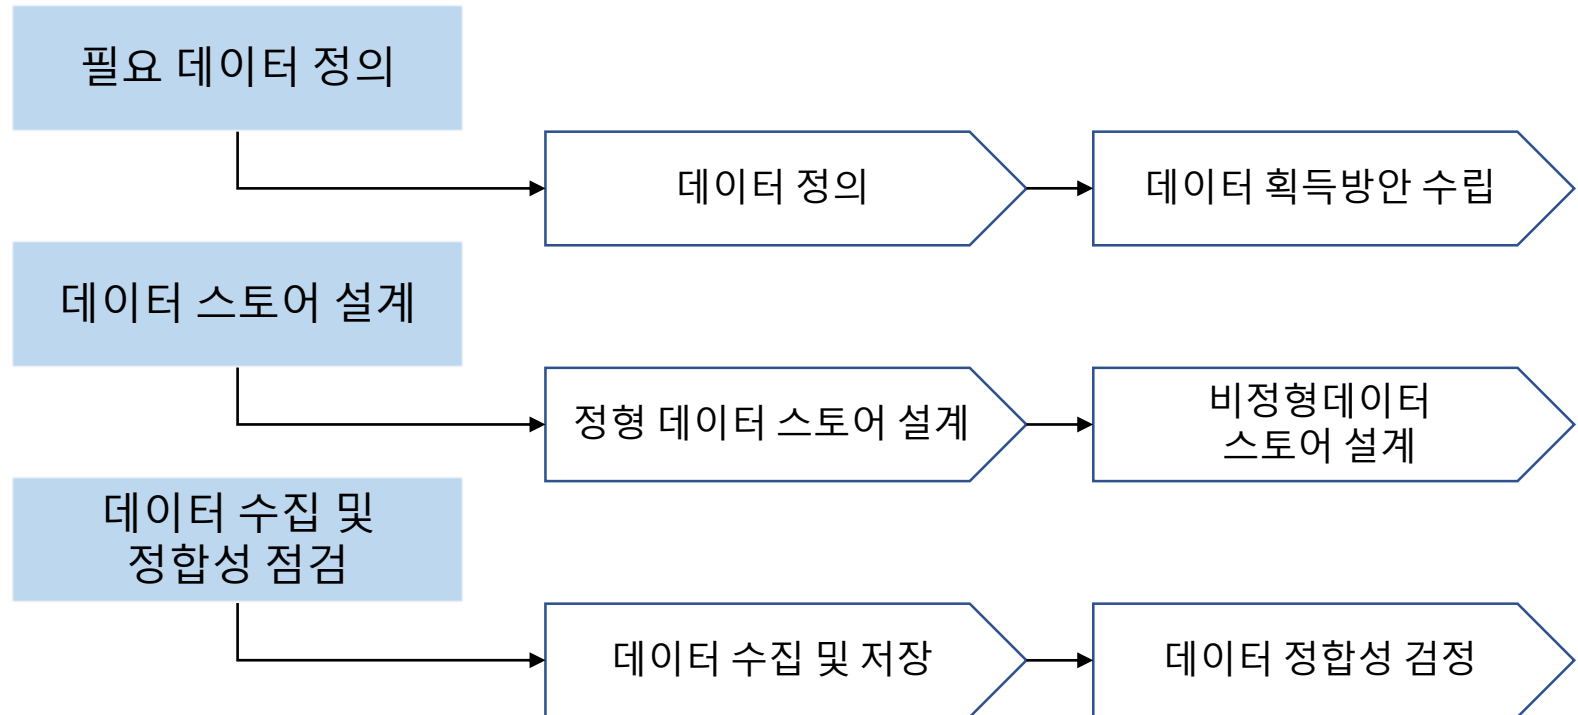 필요 데이터 정의
데이터 정의
데이터 획득방안 수립
데이터 스토어 설계
정형 데이터 스토어 설계
비정형데이터
스토어 설계
데이터 수집 및
정합성 점검
데이터 수집 및 저장
데이터 정합성 검정